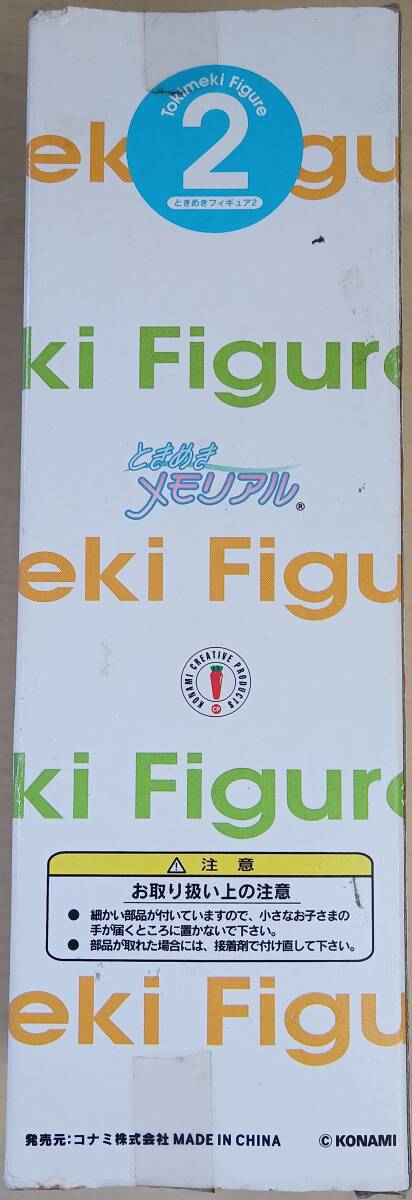 Tokimeki Figure
2
ときめきフィギュア2
eki Figu
ki Figure
ときめき
メモリアル®
eki Figu
KONAMI CREATIVE PRODUCTS
CP
ki Figure
⚠ 注意
お取り扱い上の注意
● 細かい部品が付いていますので、小さなお子さまの
手が届くところに置かないで下さい。
● 部品が取れた場合には、接着剤で付け直して下さい。
eki Figu
発売元:コナミ株式会社 MADE IN CHINA © KONAMI